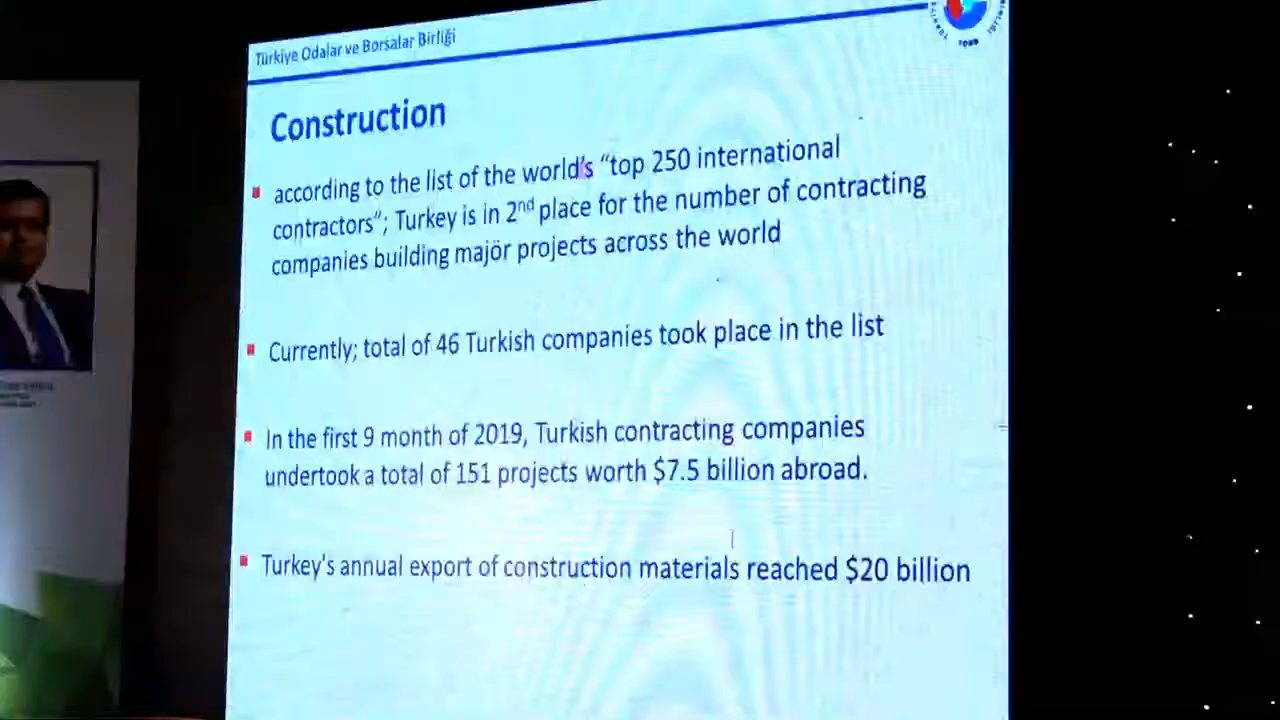 Türkiye Odalar ve Borsalar Birliği
Construction
according to the list of the world's “top 250 international
contractors”; Turkey is in 2nd place for the number of contracting
companies building majör projects across the world
Currently; total of 46 Turkish companies took place in the list
In the first 9 month of 2019, Turkish contracting companies
undertook a total of 151 projects worth $7.5 billion abroad.
Turkey's annual export of construction materials reached $20 billion